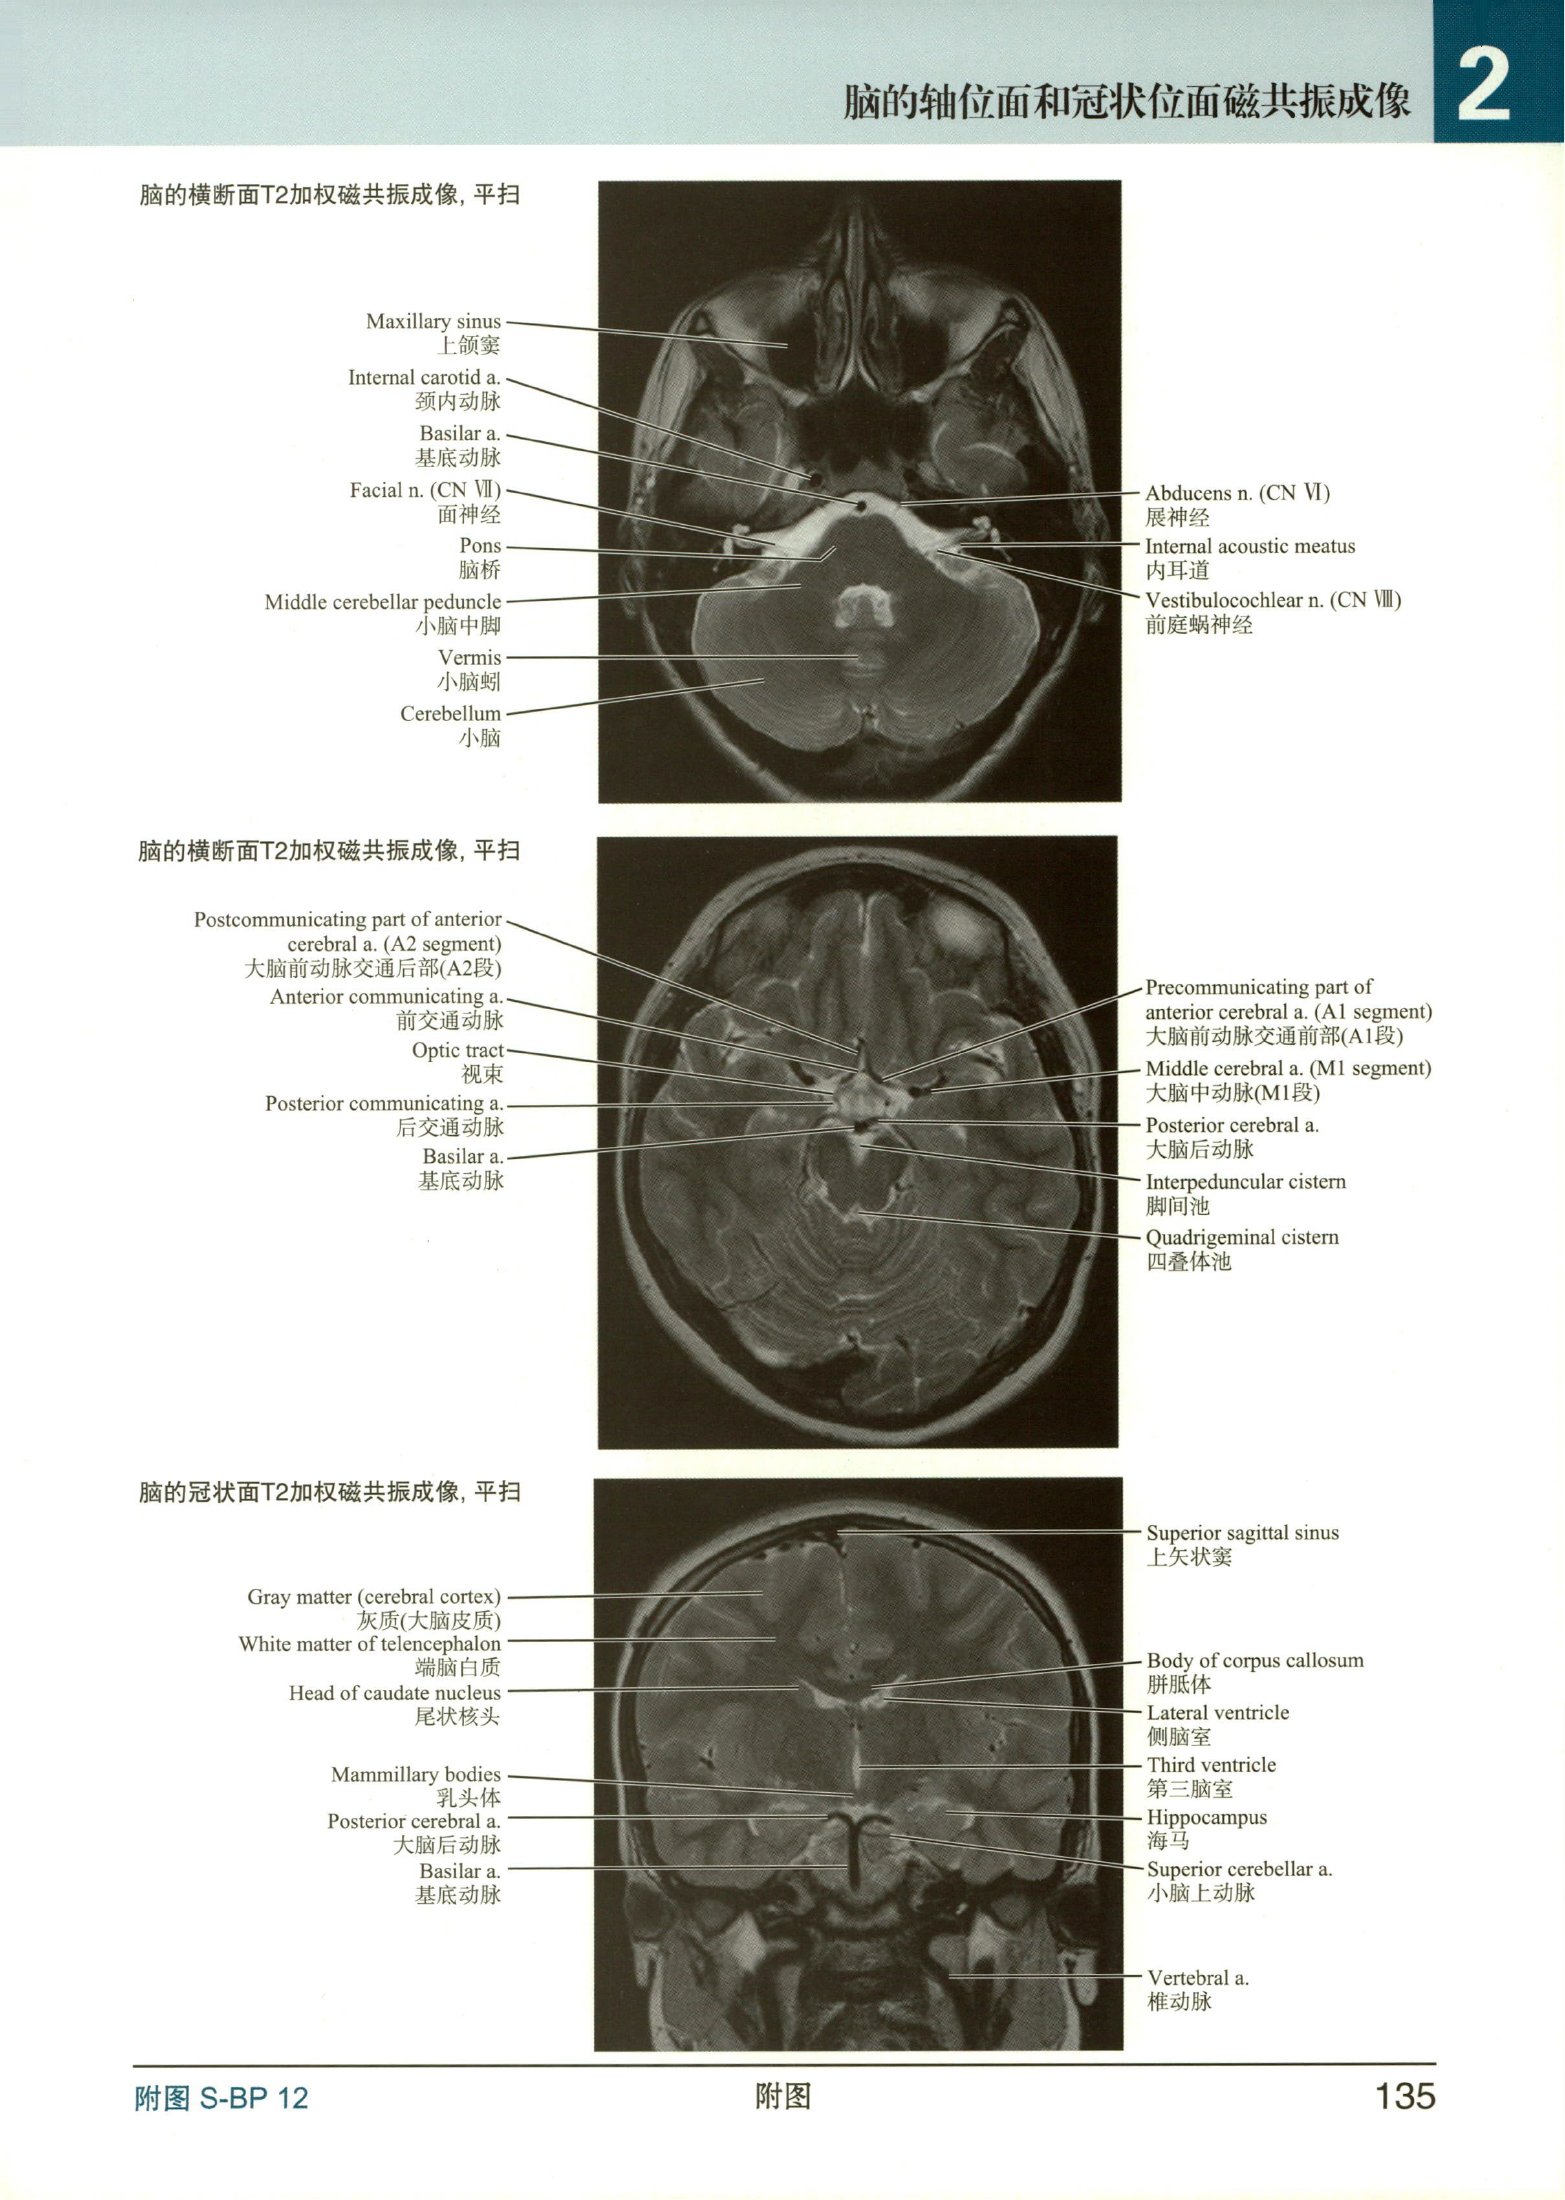 脑的轴位面和冠状位面磁共振成像
2
脑的横断面T2加权磁共振成像, 平扫
Maxillary sinus
上颌窦
Internal carotid a.
颈内动脉
Basilar a.
基底动脉
Facial n. (CN Ⅶ)
面神经
Pons
脑桥
Middle cerebellar peduncle
小脑中脚
Vermis
小脑蚓
Cerebellum
小脑
Abducens n. (CN Ⅵ)
展神经
Internal acoustic meatus
内耳道
Vestibulocochlear n. (CN Ⅷ)
前庭蜗神经
脑的横断面T2加权磁共振成像, 平扫
Postcommunicating part of anterior
cerebral a. (A2 segment)
大脑前动脉交通后部(A2段)
Anterior communicating a.
前交通动脉
Optic tract
视束
Posterior communicating a.
后交通动脉
Basilar a.
基底动脉
Precommunicating part of
anterior cerebral a. (A1 segment)
大脑前动脉交通前部(A1段)
Middle cerebral a. (M1 segment)
大脑中动脉(M1段)
Posterior cerebral a.
大脑后动脉
Interpeduncular cistern
脚间池
Quadrigeminal cistern
四叠体池
脑的冠状面T2加权磁共振成像, 平扫
Gray matter (cerebral cortex)
灰质(大脑皮质)
White matter of telencephalon
端脑白质
Head of caudate nucleus
尾状核头
Mammillary bodies
乳头体
Posterior cerebral a.
大脑后动脉
Basilar a.
基底动脉
Superior sagittal sinus
上矢状窦
Body of corpus callosum
胼胝体
Lateral ventricle
侧脑室
Third ventricle
第三脑室
Hippocampus
海马
Superior cerebellar a.
小脑上动脉
Vertebral a.
椎动脉
附图 S-BP 12
附图
135